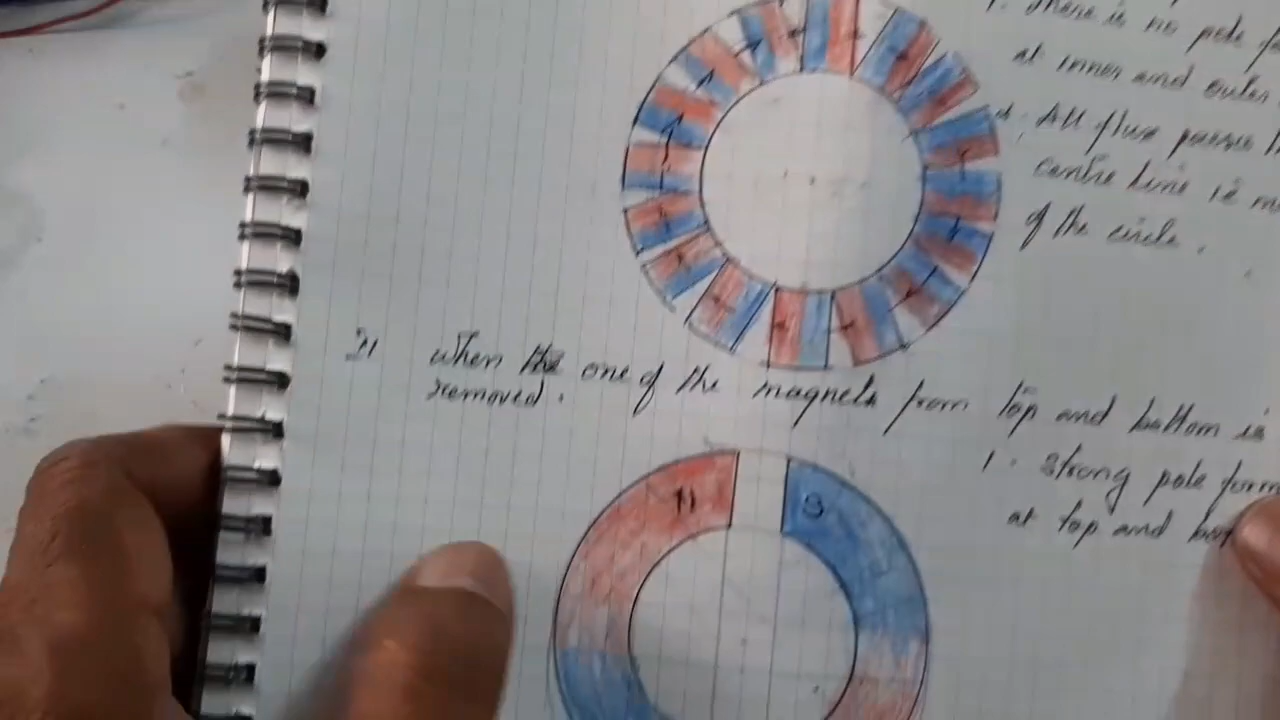 1. There is no pole
at inner and outer
2. All flux passes
centre line is
of the circle.
II when the one of the magnets from top and bottom is
removed.
1. strong pole form
at top and
N
S